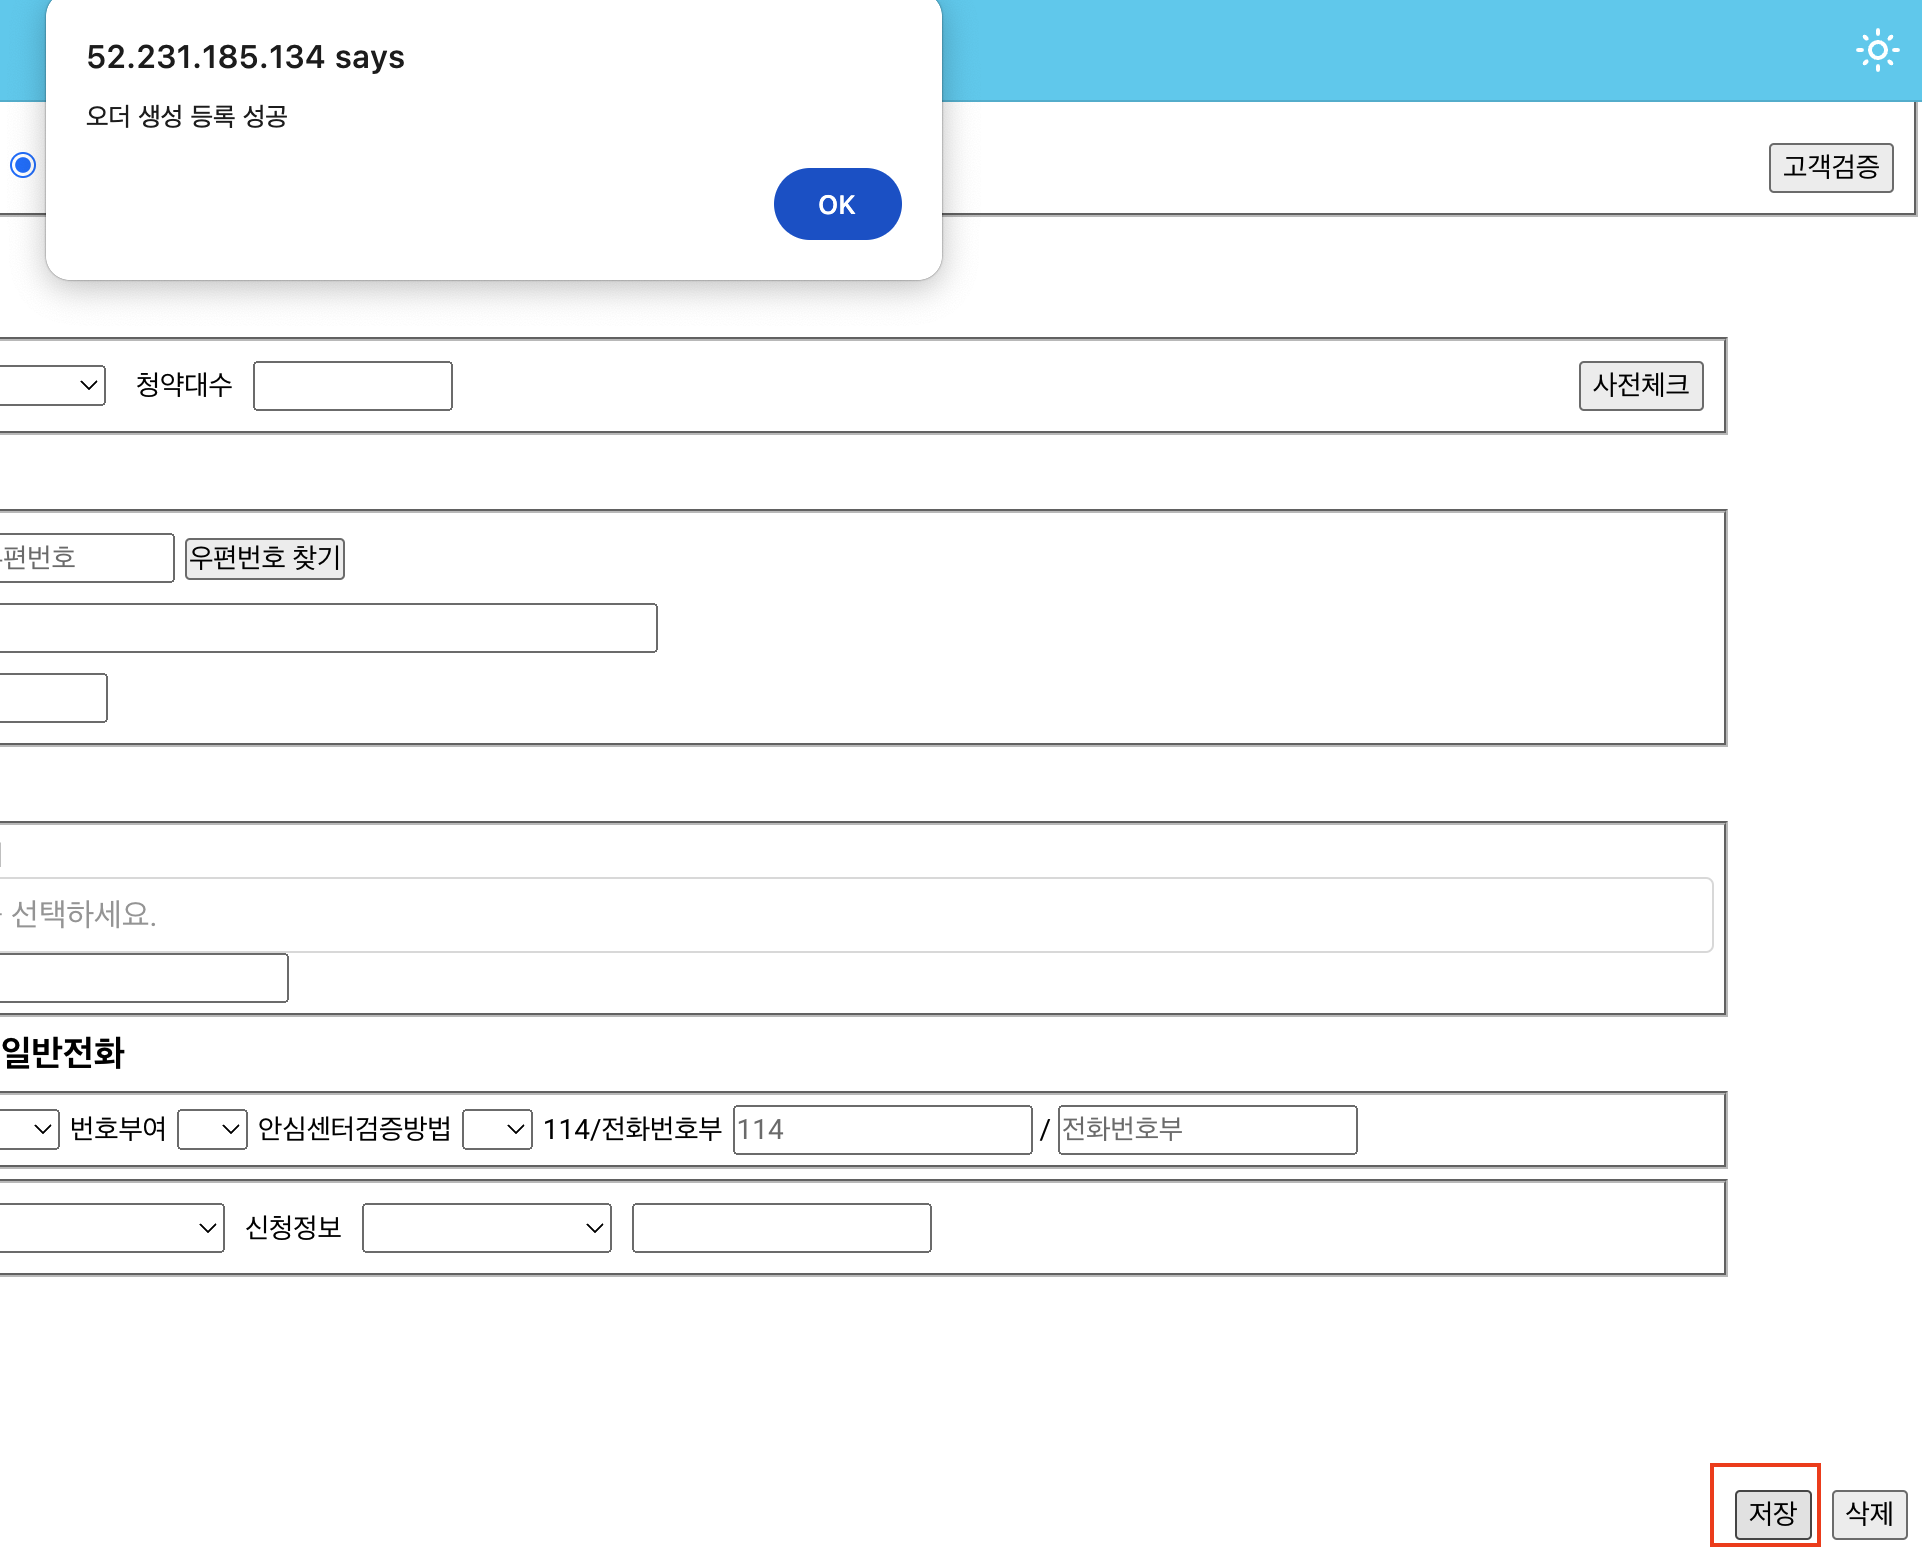 52.231.185.134 says
오더 생성 등록 성공
OK
고객검증
청약대수 사전체크
편번호 우편번호 찾기
선택하세요.
일반전화
번호부여 안심센터검증방법 114/전화번호부 114 / 전화번호부
신청정보
저장 삭제